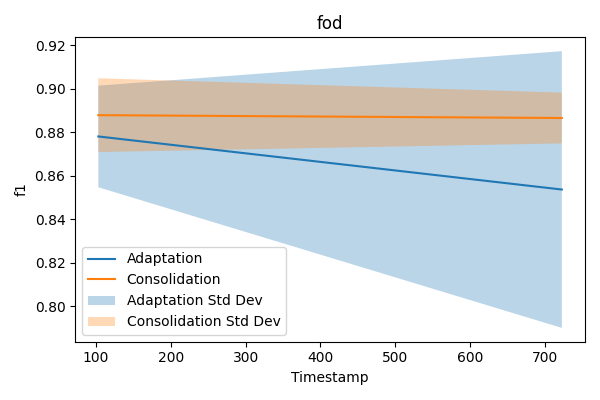 fod
0.92
0.90
0.88
0.86
0.84
0.82
0.80
f1
Adaptation
Consolidation
Adaptation Std Dev
Consolidation Std Dev
100 200 300 400 500 600 700
Timestamp